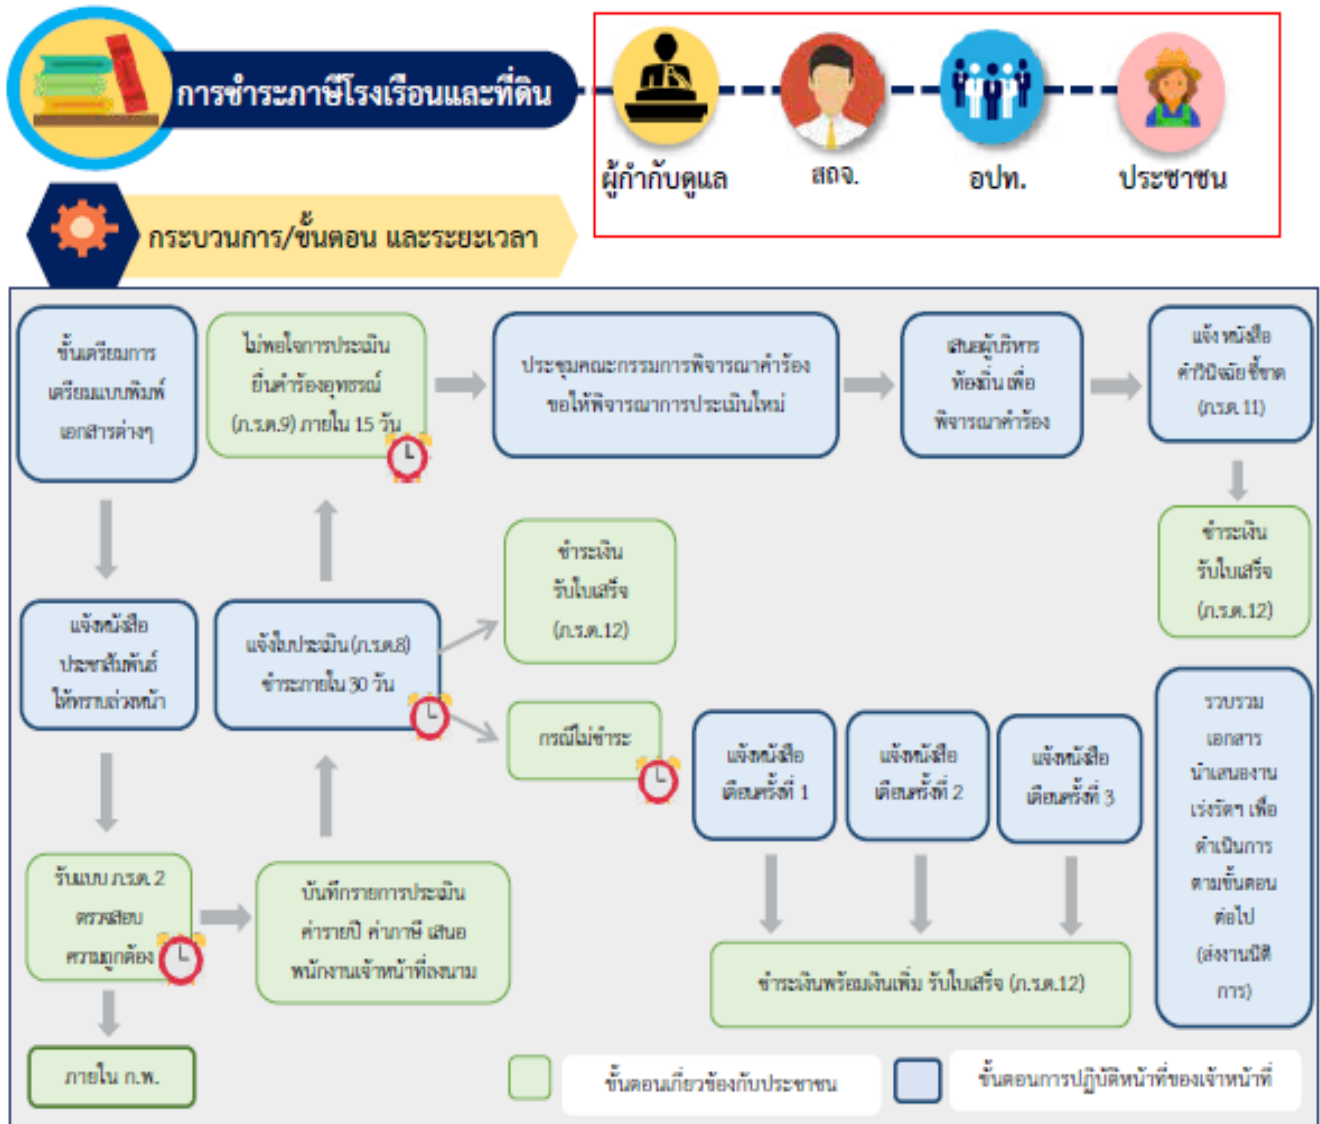 การชำระภาษีโรงเรือนและที่ดิน
ผู้กำกับดูแล
สถจ.
อปท.
ประชาชน
กระบวนการ/ขั้นตอน และระยะเวลา
ขั้นเตรียมการ
เตรียมแบบพิมพ์
เอกสารต่างๆ
ไม่พอใจการประเมิน
ยื่นคำร้องอุทธรณ์
(ภ.ร.ด.9) ภายใน 15 วัน
ประชุมคณะกรรมการพิจารณาคำร้อง
ขอให้พิจารณาการประเมินใหม่
เสนอผู้บริหาร
ท้องถิ่น เพื่อ
พิจารณาคำร้อง
แจ้ง หนังสือ
คำวินิจฉัย ชี้ขาด
(ภ.ร.ด. 11)
ชำระเงิน
รับใบเสร็จ
(ภ.ร.ด.12)
ชำระเงิน
รับใบเสร็จ
(ภ.ร.ด.12)
แจ้งหนังสือ
ประชาสัมพันธ์
ให้ทราบล่วงหน้า
แจ้งใบประเมิน (ภ.ร.ด.8)
ชำระภายใน 30 วัน
กรณีไม่ชำระ
แจ้งหนังสือ
เตือนครั้งที่ 1
แจ้งหนังสือ
เตือนครั้งที่ 2
แจ้งหนังสือ
เตือนครั้งที่ 3
รวบรวม
เอกสาร
นำเสนองาน
เร่งรัดฯ เพื่อ
ดำเนินการ
ตามขั้นตอน
ต่อไป
(ส่งงานนิติ
การ)
รับแบบ ภ.ร.ด. 2
ตรวจสอบ
ความถูกต้อง
บันทึกรายการประเมิน
ค่ารายปี ค่าภาษี เสนอ
พนักงานเจ้าหน้าที่ลงนาม
ชำระเงินพร้อมเงินเพิ่ม รับใบเสร็จ (ภ.ร.ด.12)
ภายใน ก.พ.
ขั้นตอนเกี่ยวข้องกับประชาชน
ขั้นตอนการปฏิบัติหน้าที่ของเจ้าหน้าที่